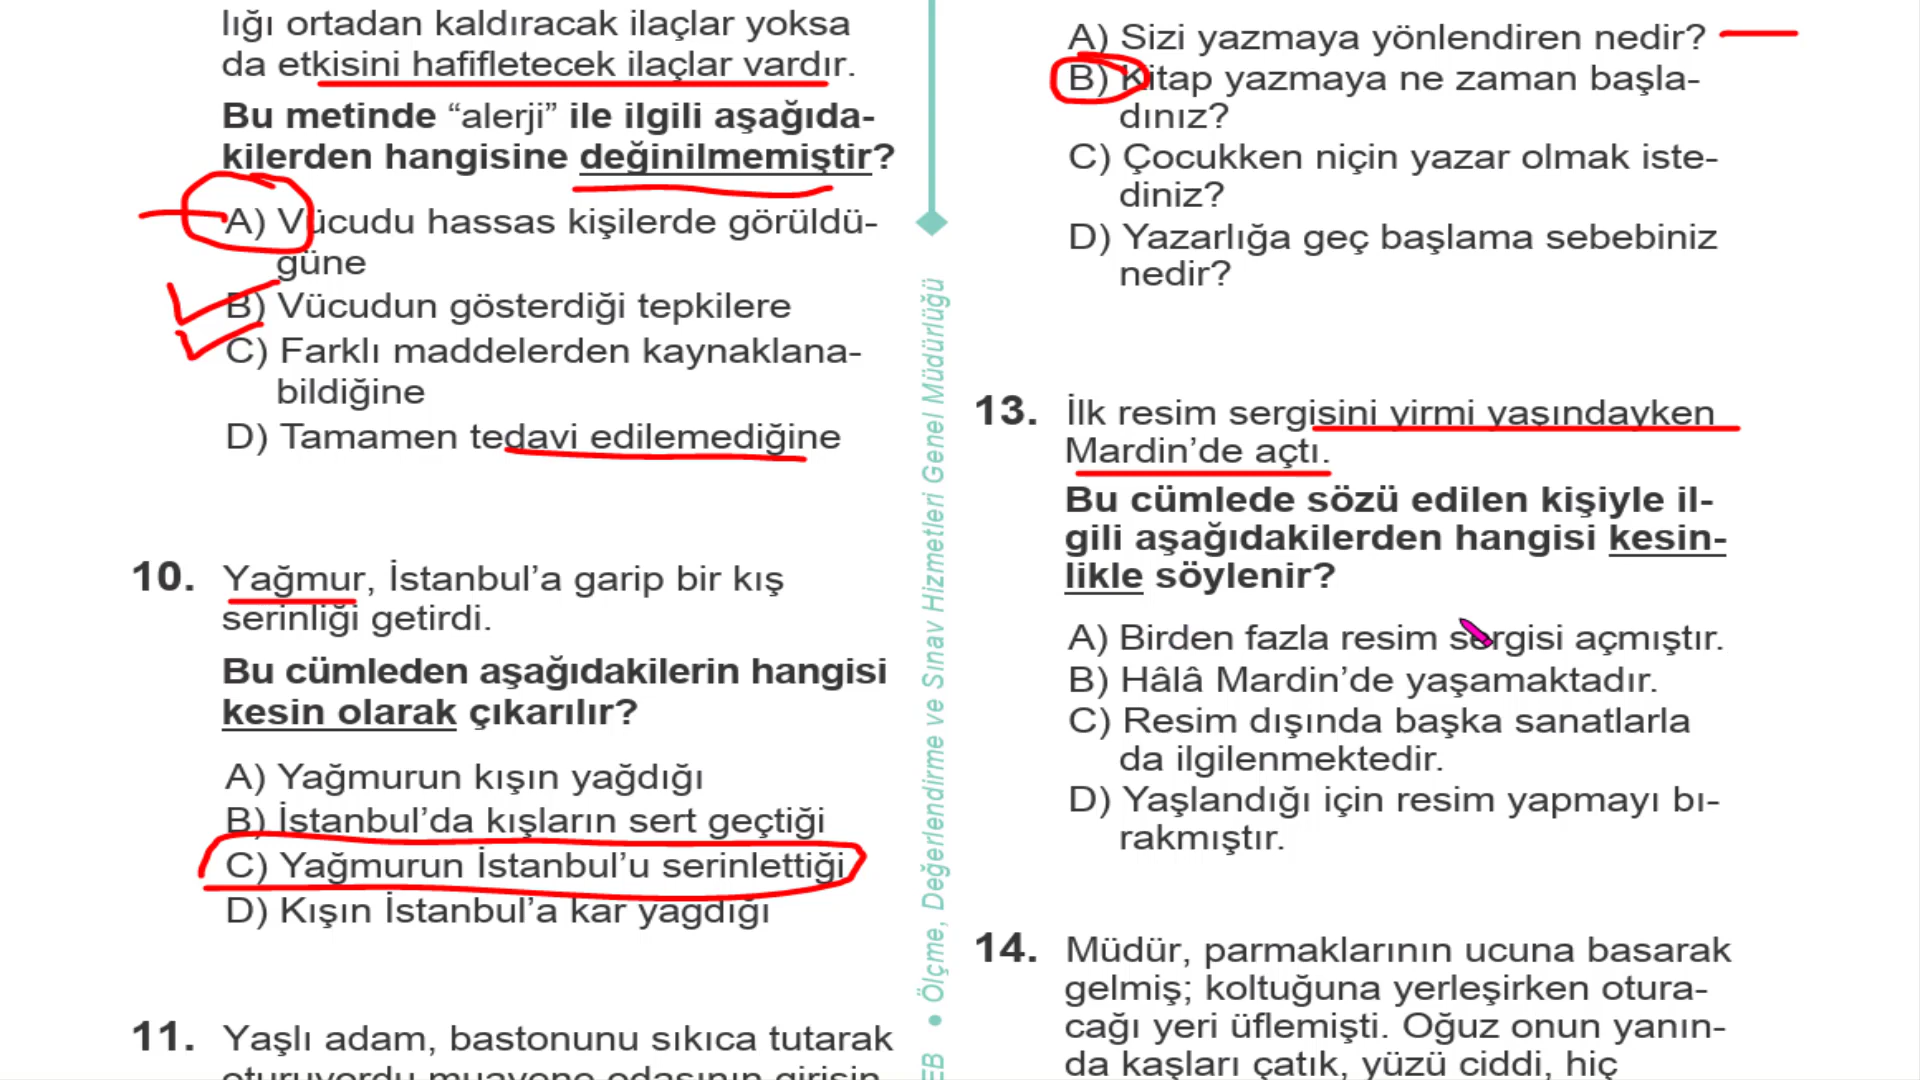 lığı ortadan kaldıracak ilaçlar yoksa
da etkisini hafifletecek ilaçlar vardır.
Bu metinde “alerji” ile ilgili aşağıda-
kilerden hangisine değinilmemiştir?
A) Vücudu hassas kişilerde görüldü-
güne
B) Vücudun gösterdiği tepkilere
C) Farklı maddelerden kaynaklana-
bildiğine
D) Tamamen tedavi edilemediğine
10. Yağmur, İstanbul’a garip bir kış
serinliği getirdi.
Bu cümleden aşağıdakilerin hangisi
kesin olarak çıkarılır?
A) Yağmurun kışın yağdığı
B) İstanbul’da kışların sert geçtiği
C) Yağmurun İstanbul’u serinlettiği
D) Kışın İstanbul’a kar yağdığı
11. Yaşlı adam, bastonunu sıkıca tutarak
oturuyordu muayene odasının girişin
EB • Ölçme, Değerlendirme ve Sınav Hizmetleri Genel Müdürlüğü
A) Sizi yazmaya yönlendiren nedir?
B) Kitap yazmaya ne zaman başla-
dınız?
C) Çocukken niçin yazar olmak iste-
diniz?
D) Yazarlığa geç başlama sebebiniz
nedir?
13. İlk resim sergisini yirmi yaşındayken
Mardin’de açtı.
Bu cümlede sözü edilen kişiyle il-
gili aşağıdakilerden hangisi kesin-
likle söylenir?
A) Birden fazla resim sergisi açmıştır.
B) Hâlâ Mardin’de yaşamaktadır.
C) Resim dışında başka sanatlarla
da ilgilenmektedir.
D) Yaşlandığı için resim yapmayı bı-
rakmıştır.
14. Müdür, parmaklarının ucuna basarak
gelmiş; koltuğuna yerleşirken otura-
cağı yeri üflemişti. Oğuz onun yanın-
da kaşları çatık, yüzü ciddi, hiç